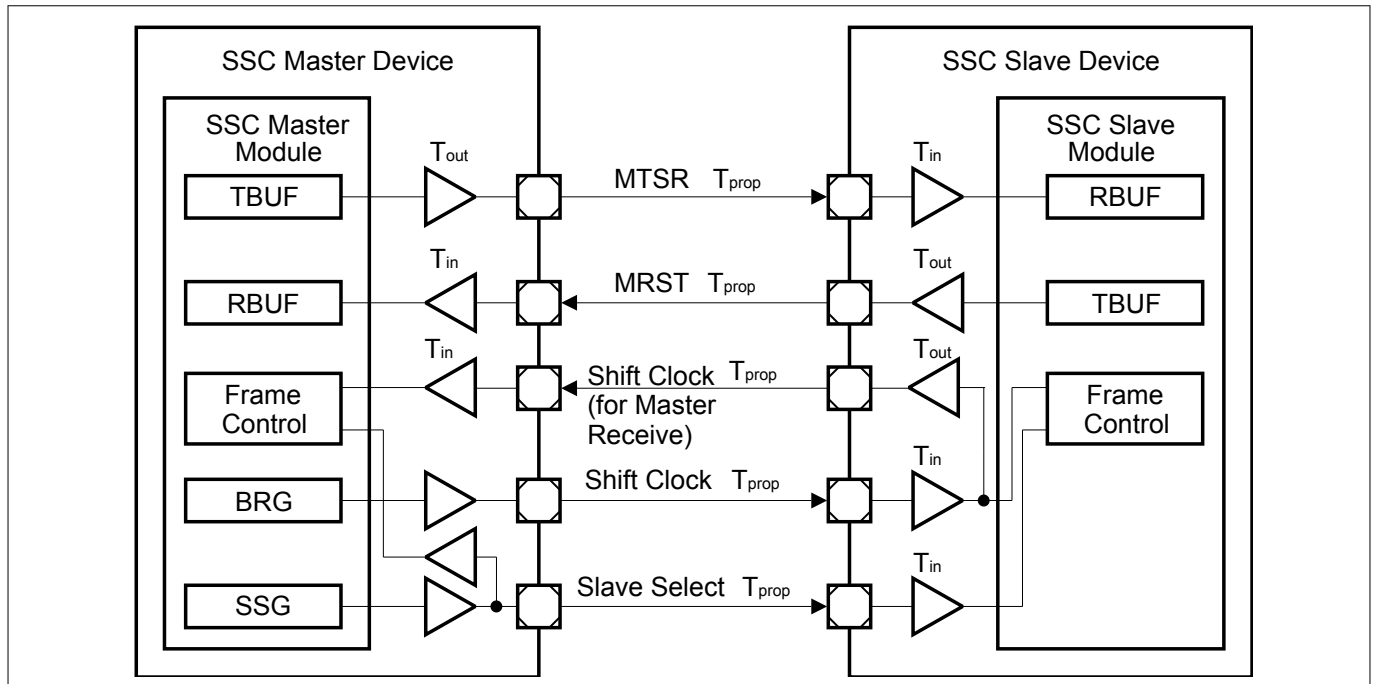 SSC Master Device
SSC Slave Device
SSC Master
Module
SSC Slave
Module
Tout
Tin
TBUF
MTSR Tprop
RBUF
Tin
Tout
RBUF
MRST Tprop
TBUF
Tin
Tout
Frame
Control
Shift Clock Tprop
(for Master
Receive)
Frame
Control
Tin
BRG
Shift Clock Tprop
Tin
SSG
Slave Select Tprop